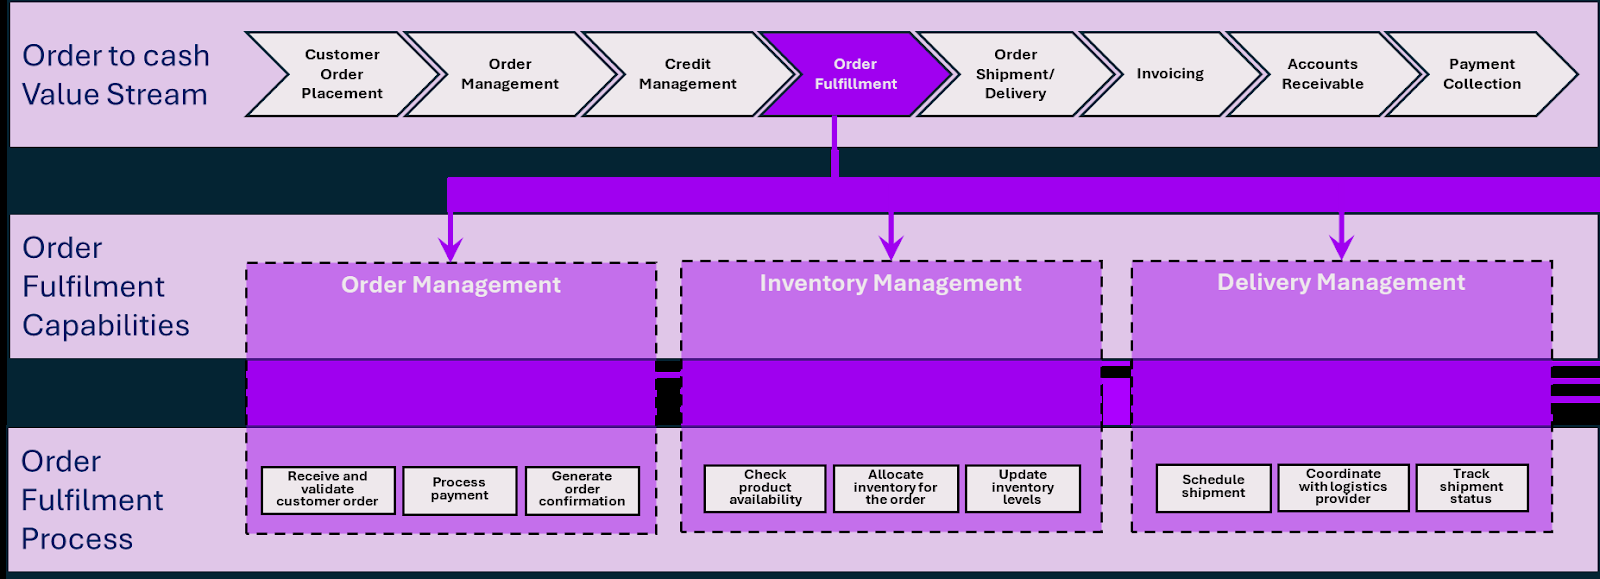 Order to cash
Value Stream
Customer
Order
Placement
Order
Management
Credit
Management
Order
Fulfillment
Order
Shipment/
Delivery
Invoicing
Accounts
Receivable
Payment
Collection
Order
Fulfilment
Capabilities
Order Management
Inventory Management
Delivery Management
Order
Fulfilment
Process
Receive and
validate
customer order
Process
payment
Generate
order
confirmation
Check
product
availability
Allocate
inventory for
the order
Update
inventory
levels
Schedule
shipment
Coordinate
with logistics
provider
Track
shipment
status